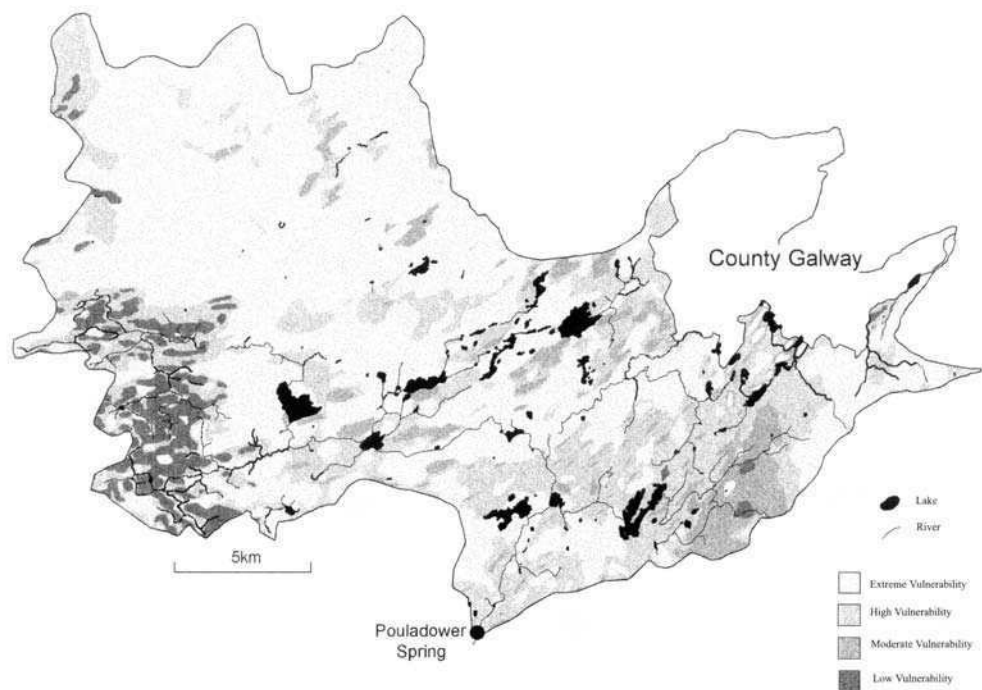 County Galway
Lake
River
5km
Extreme Vulnerability
High Vulnerability
Pouladower
Spring
Moderate Vulnerability
Low Vulnerability